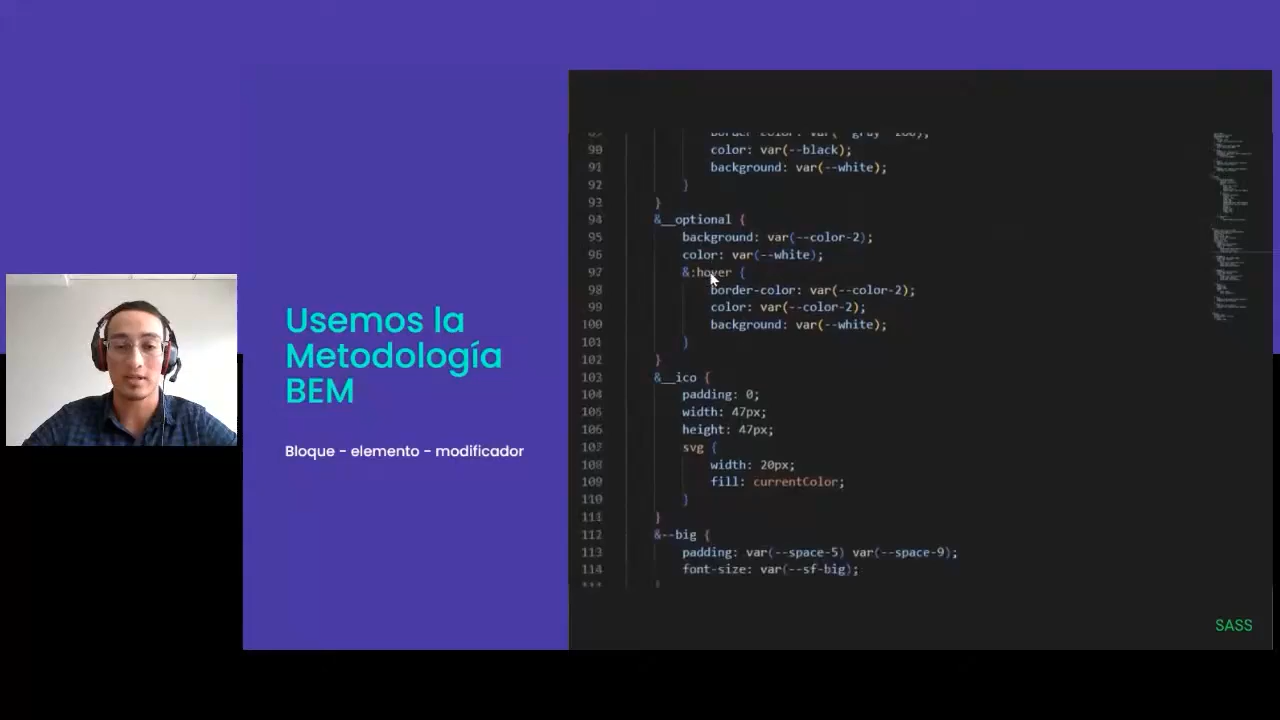 Usemos la
Metodología
BEM
Bloque - elemento - modificador
90 color: var(--black);
91 background: var(--white);
92 }
93 }
94 &__optional {
95 background: var(--color-2);
96 color: var(--white);
97 &:hover {
98 border-color: var(--color-2);
99 color: var(--color-2);
100 background: var(--white);
101 }
102 }
103 &__ico {
104 padding: 0;
105 width: 47px;
106 height: 47px;
107 svg {
108 width: 20px;
109 fill: currentColor;
110 }
111 }
112 &--big {
113 padding: var(--space-5) var(--space-9);
114 font-size: var(--sf-big);
SASS